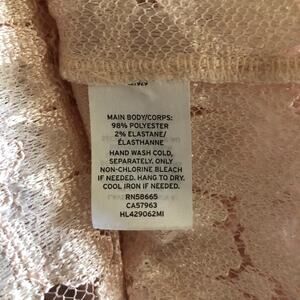 MAIN BODY/CORPS:
98% POLYESTER
2% ELASTANE/
ÉLASTHANNE
HAND WASH COLD,
SEPARATELY. ONLY
NON-CHLORINE BLEACH
IF NEEDED. HANG TO DRY.
COOL IRON IF NEEDED.
RN58665
CA57963
HL429062MI